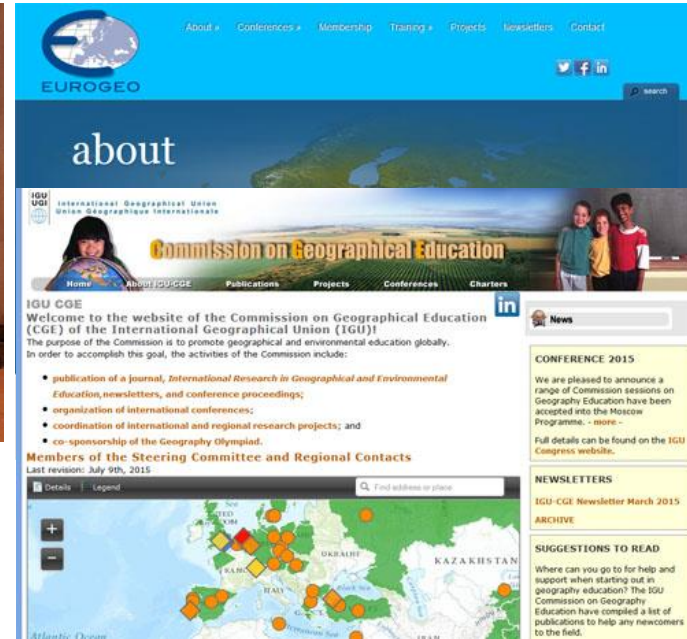 About » Conferences » Membership Training » Projects Newsletters Contact
EUROGEO
search
about
IGU
UGI
International Geographical Union
Union Géographique Internationale
Commission on Geographical Education
Home About IGU-CGE Publications Projects Conferences Charters
IGU CGE
Welcome to the website of the Commission on Geographical Education
(CGE) of the International Geographical Union (IGU)!
The purpose of the Commission is to promote geographical and environmental education globally.
In order to accomplish this goal, the activities of the Commission include:
• publication of a journal, International Research in Geographical and Environmental
Education, newsletters, and conference proceedings;
• organization of international conferences;
• coordination of international and regional research projects; and
• co-sponsorship of the Geography Olympiad.
Members of the Steering Committee and Regional Contacts
Last revision: July 9th, 2015
Details Legend
Find address or place
UKRAINE
KAZAKHSTAN
ITALY
Black Sea
Atlantic Ocean
IRAN
in
News
CONFERENCE 2015
We are pleased to announce a
range of Commission sessions on
Geography Education have been
accepted into the Moscow
Programme. - more -
Full details can be found on the IGU
Congress website.
NEWSLETTERS
IGU-CGE Newsletter March 2015
ARCHIVE
SUGGESTIONS TO READ
Where can you go to for help and
support when starting out in
geography education? The IGU
Commission on Geography
Education have compiled a list of
publications to help any newcomers
to the field.